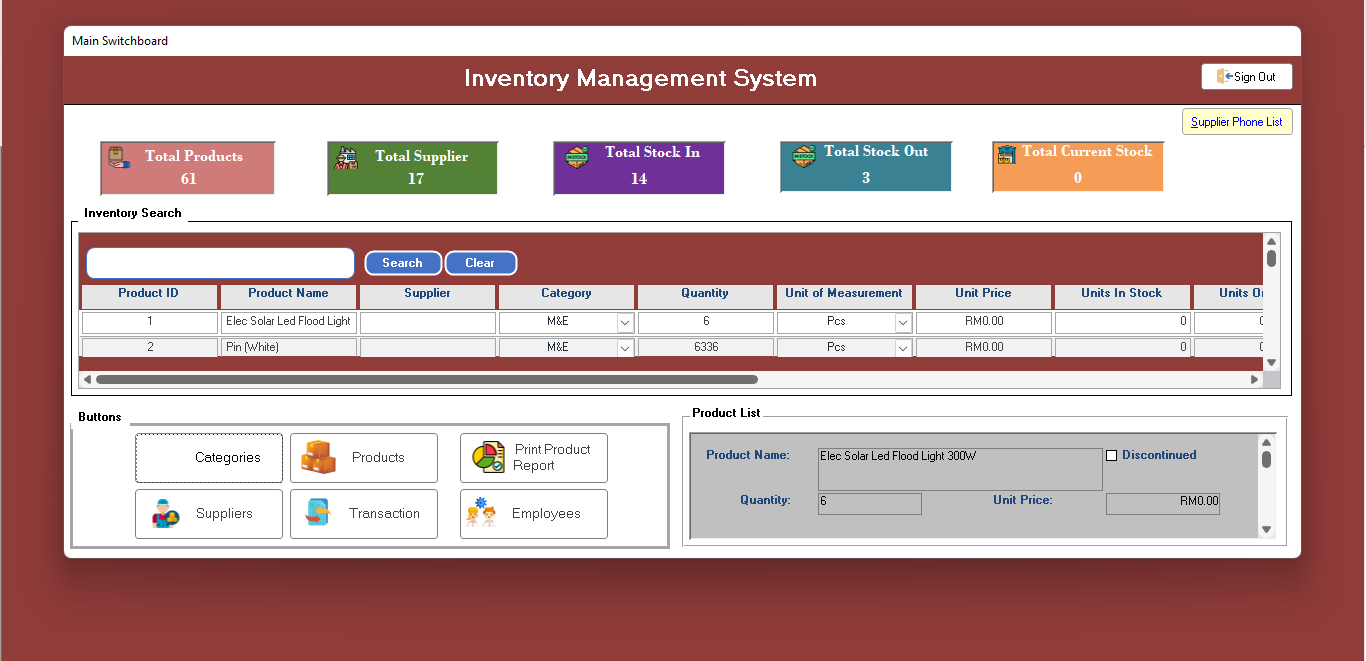 Main Switchboard
Inventory Management System
Sign Out
Supplier Phone List
Total Products
61
Total Supplier
17
Total Stock In
14
Total Stock Out
3
Total Current Stock
0
Inventory Search
Search Clear
Product ID Product Name Supplier Category Quantity Unit of Measurement Unit Price Units In Stock Units
1 Elec Solar Led Flood Light M&E 6 Pcs RM0.00 0
2 Pin (White) M&E 6336 Pcs RM0.00 0
Buttons
Categories Products Print Product
Report
Suppliers Transaction Employees
Product List
Product Name: Elec Solar Led Flood Light 300W Discontinued
Quantity: 6 Unit Price: RM0.00